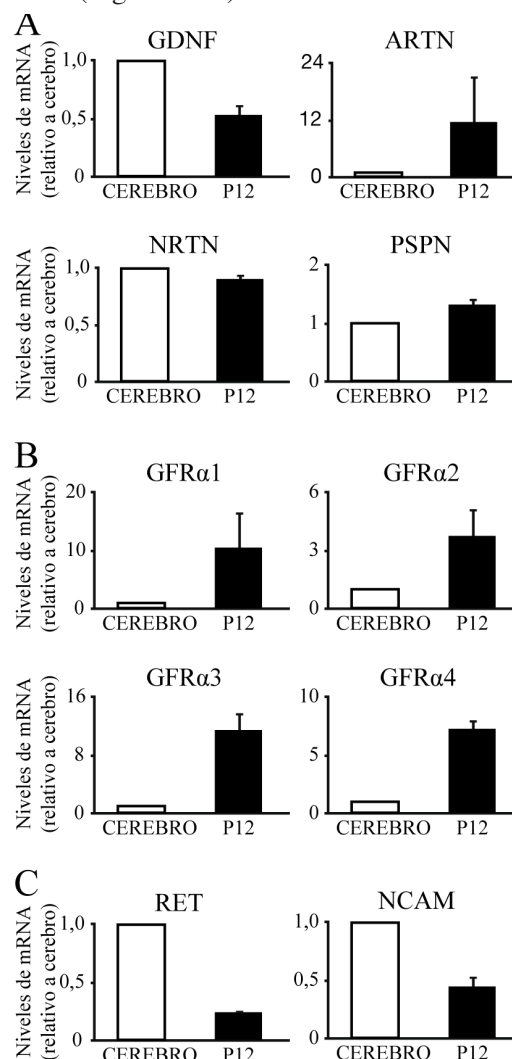 A
GDNF
ARTN
Niveles de mRNA
(relativo a cerebro)
1,0
0,5
0
CEREBRO
P12
24
12
0
CEREBRO
P12
NRTN
PSPN
Niveles de mRNA
(relativo a cerebro)
1,0
0,5
0
CEREBRO
P12
2
1
0
CEREBRO
P12
B
GFRα1
GFRα2
Niveles de mRNA
(relativo a cerebro)
20
10
0
CEREBRO
P12
6
3
0
CEREBRO
P12
GFRα3
GFRα4
Niveles de mRNA
(relativo a cerebro)
16
8
0
CEREBRO
P12
10
5
0
CEREBRO
P12
C
RET
NCAM
Niveles de mRNA
(relativo a cerebro)
1,0
0,5
0
CEREBRO
P12
1,0
0,5
0
CEREBRO
P12